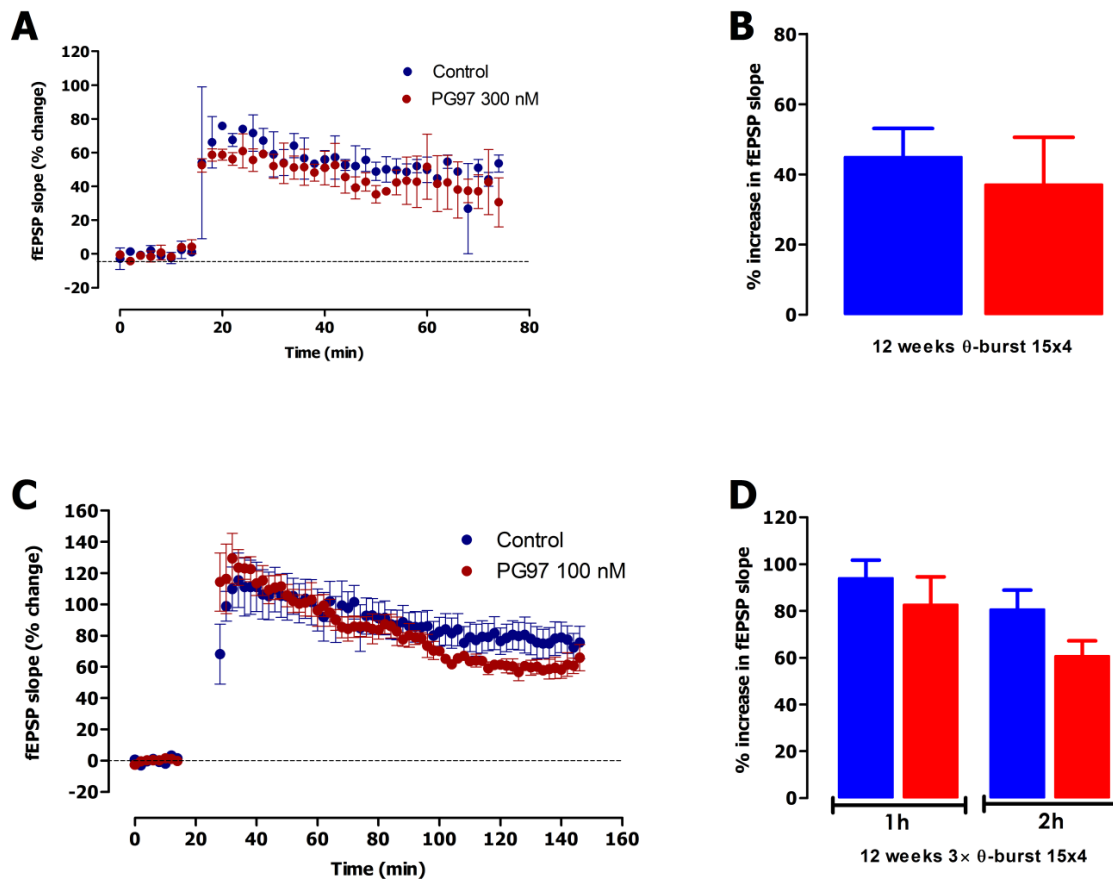 A
fEPSP slope (% change)
120
100
80
60
40
20
0
-20
Control
PG97 300 nM
0
20
40
60
80
Time (min)
B
% increase in fEPSP slope
80
60
40
20
0
12 weeks θ-burst 15x4
C
fEPSP slope (% change)
160
140
120
100
80
60
40
20
0
-20
Control
PG97 100 nM
0
20
40
60
80
100
120
140
160
Time (min)
D
% increase in fEPSP slope
120
100
80
60
40
20
0
1h
2h
12 weeks 3× θ-burst 15x4